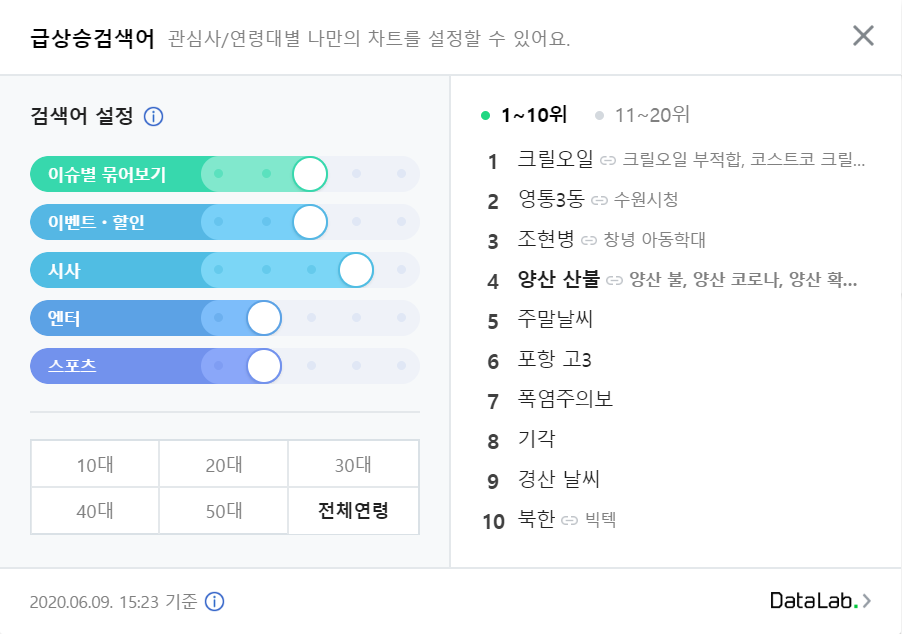 급상승검색어 관심사/연령대별 나만의 차트를 설정할 수 있어요.
검색어 설정
이슈별 묶어보기
이벤트·할인
시사
엔터
스포츠
10대 20대 30대
40대 50대 전체연령
1~10위 11~20위
1 크릴오일 크릴오일 부적합, 코스트코 크릴...
2 영통3동 수원시청
3 조현병 창녕 아동학대
4 양산 산불 양산 불, 양산 코로나, 양산 확...
5 주말날씨
6 포항 고3
7 폭염주의보
8 기각
9 경산 날씨
10 북한 빅텍
2020.06.09. 15:23 기준
DataLab.